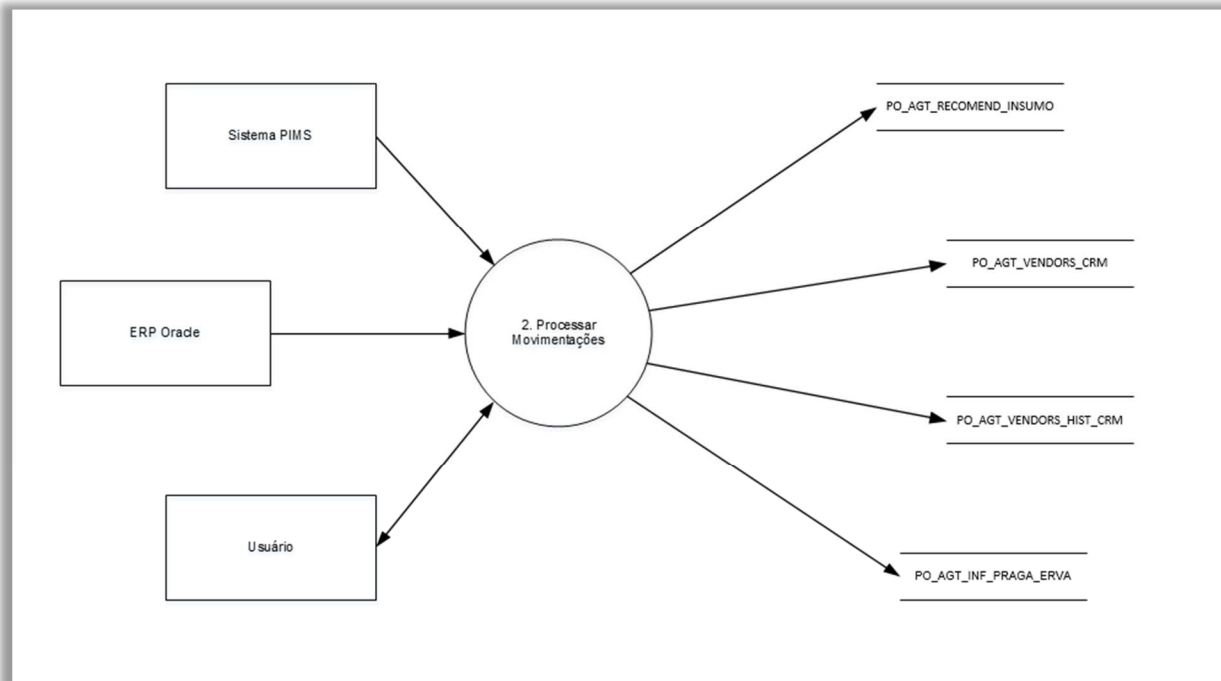 Sistema PIMS
PO_AGT_RECOMEND_INSUMO
PO_AGT_VENDORS_CRM
ERP Oracle
2. Processar
Movimentações
PO_AGT_VENDORS_HIST_CRM
Usuário
PO_AGT_INF_PRAGA_ERVA